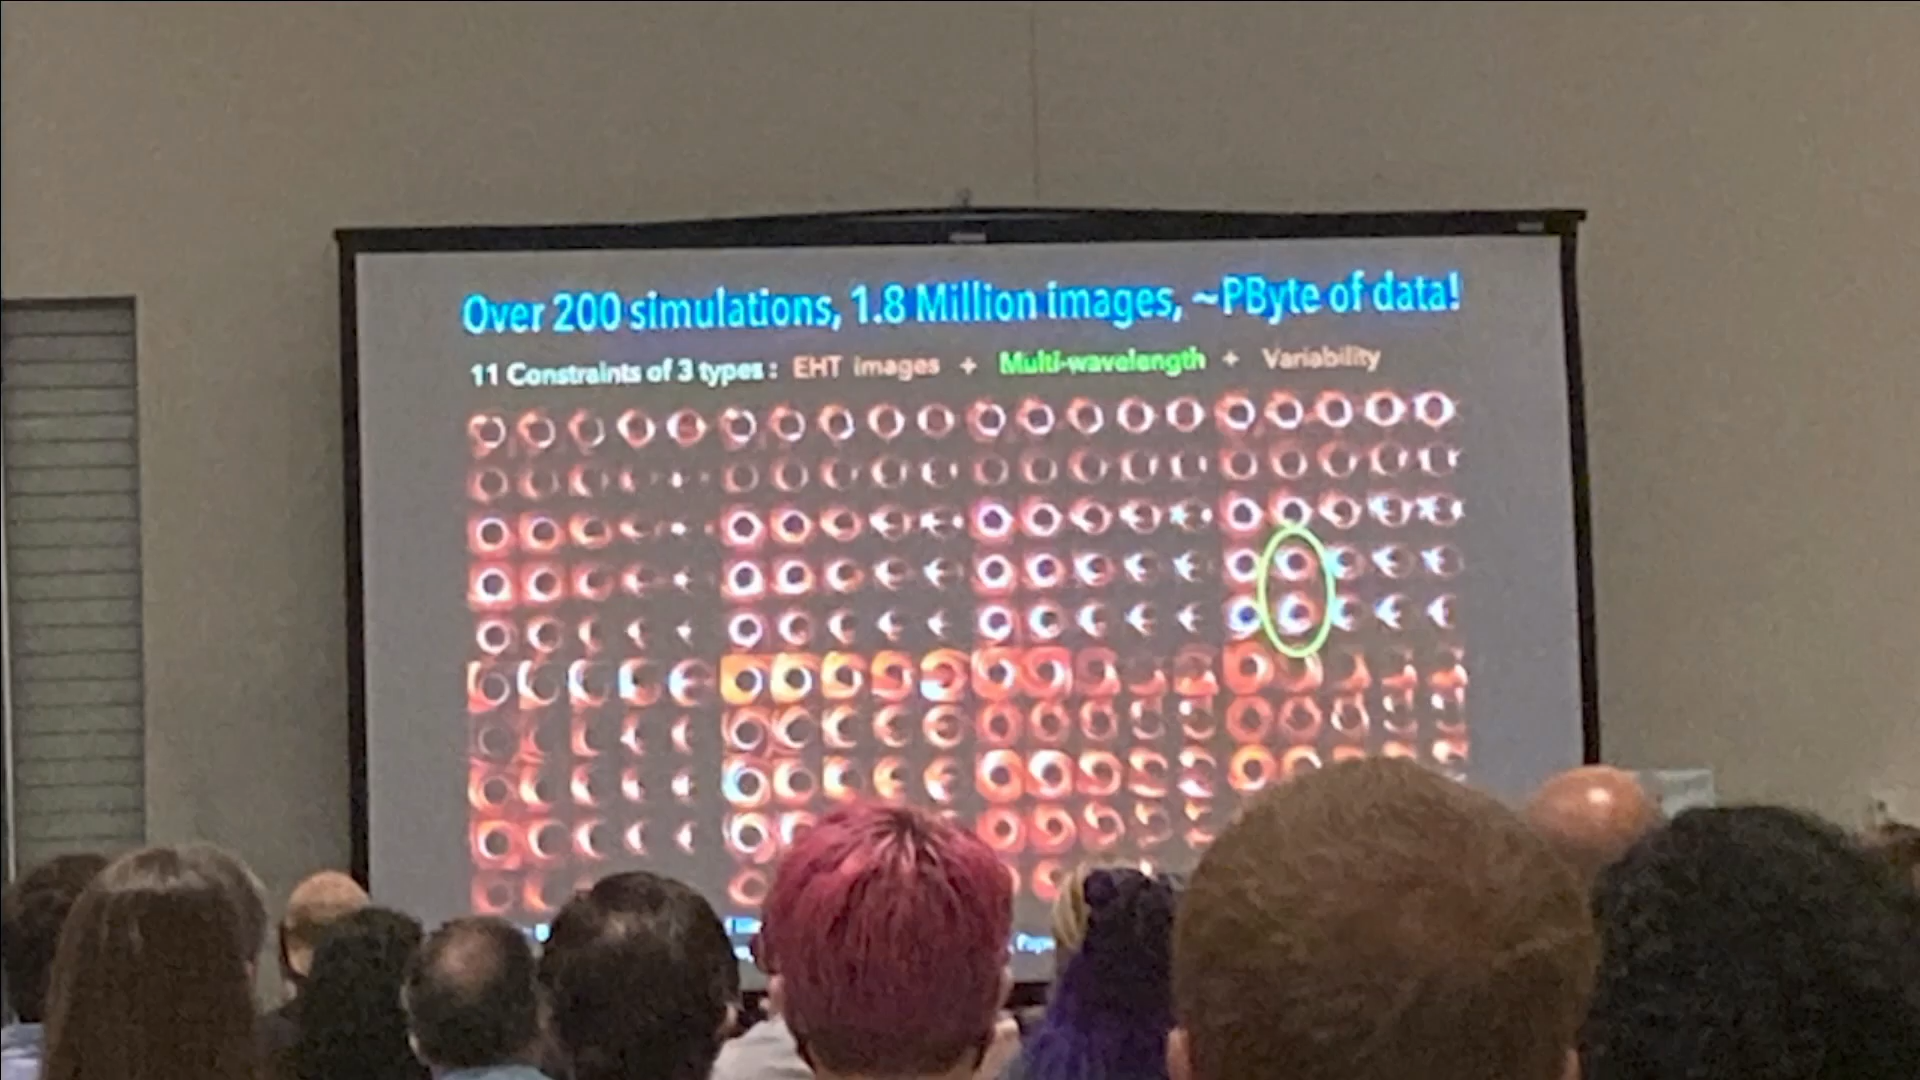 Over 200 simulations, 1.8 Million images, ~PByte of data!
11 Constraints of 3 types: EHT images + Multi-wavelength + Variability